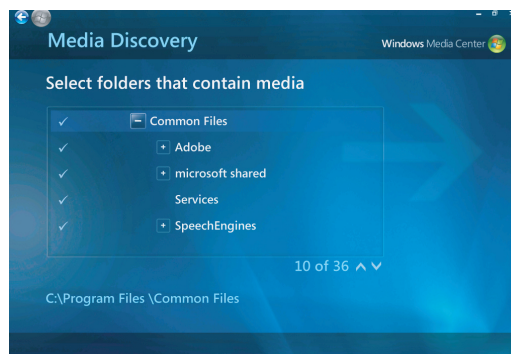 Media Discovery
Windows Media Center
Select folders that contain media
Common Files
Adobe
microsoft shared
Services
SpeechEngines
10 of 36
C:\Program Files \Common Files